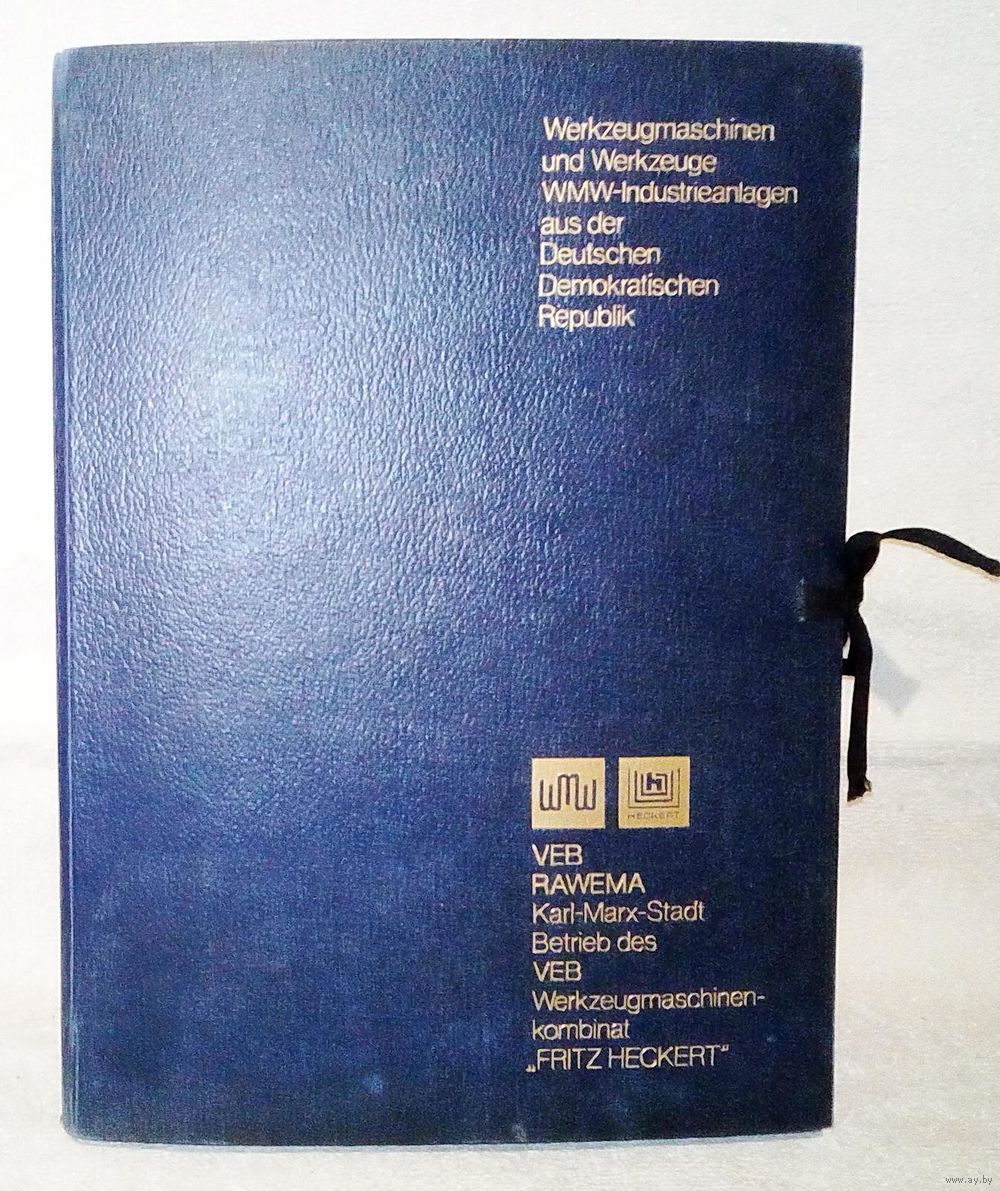 Werkzeugmaschinen
und Werkzeuge
WMW-Industrieanlagen
aus der
Deutschen
Demokratischen
Republik
wmw
HECKERT
VEB
RAWEMA
Karl-Marx-Stadt
Betrieb des
VEB
Werkzeugmaschinen-
kombinat
„FRITZ HECKERT“
www.ay.by